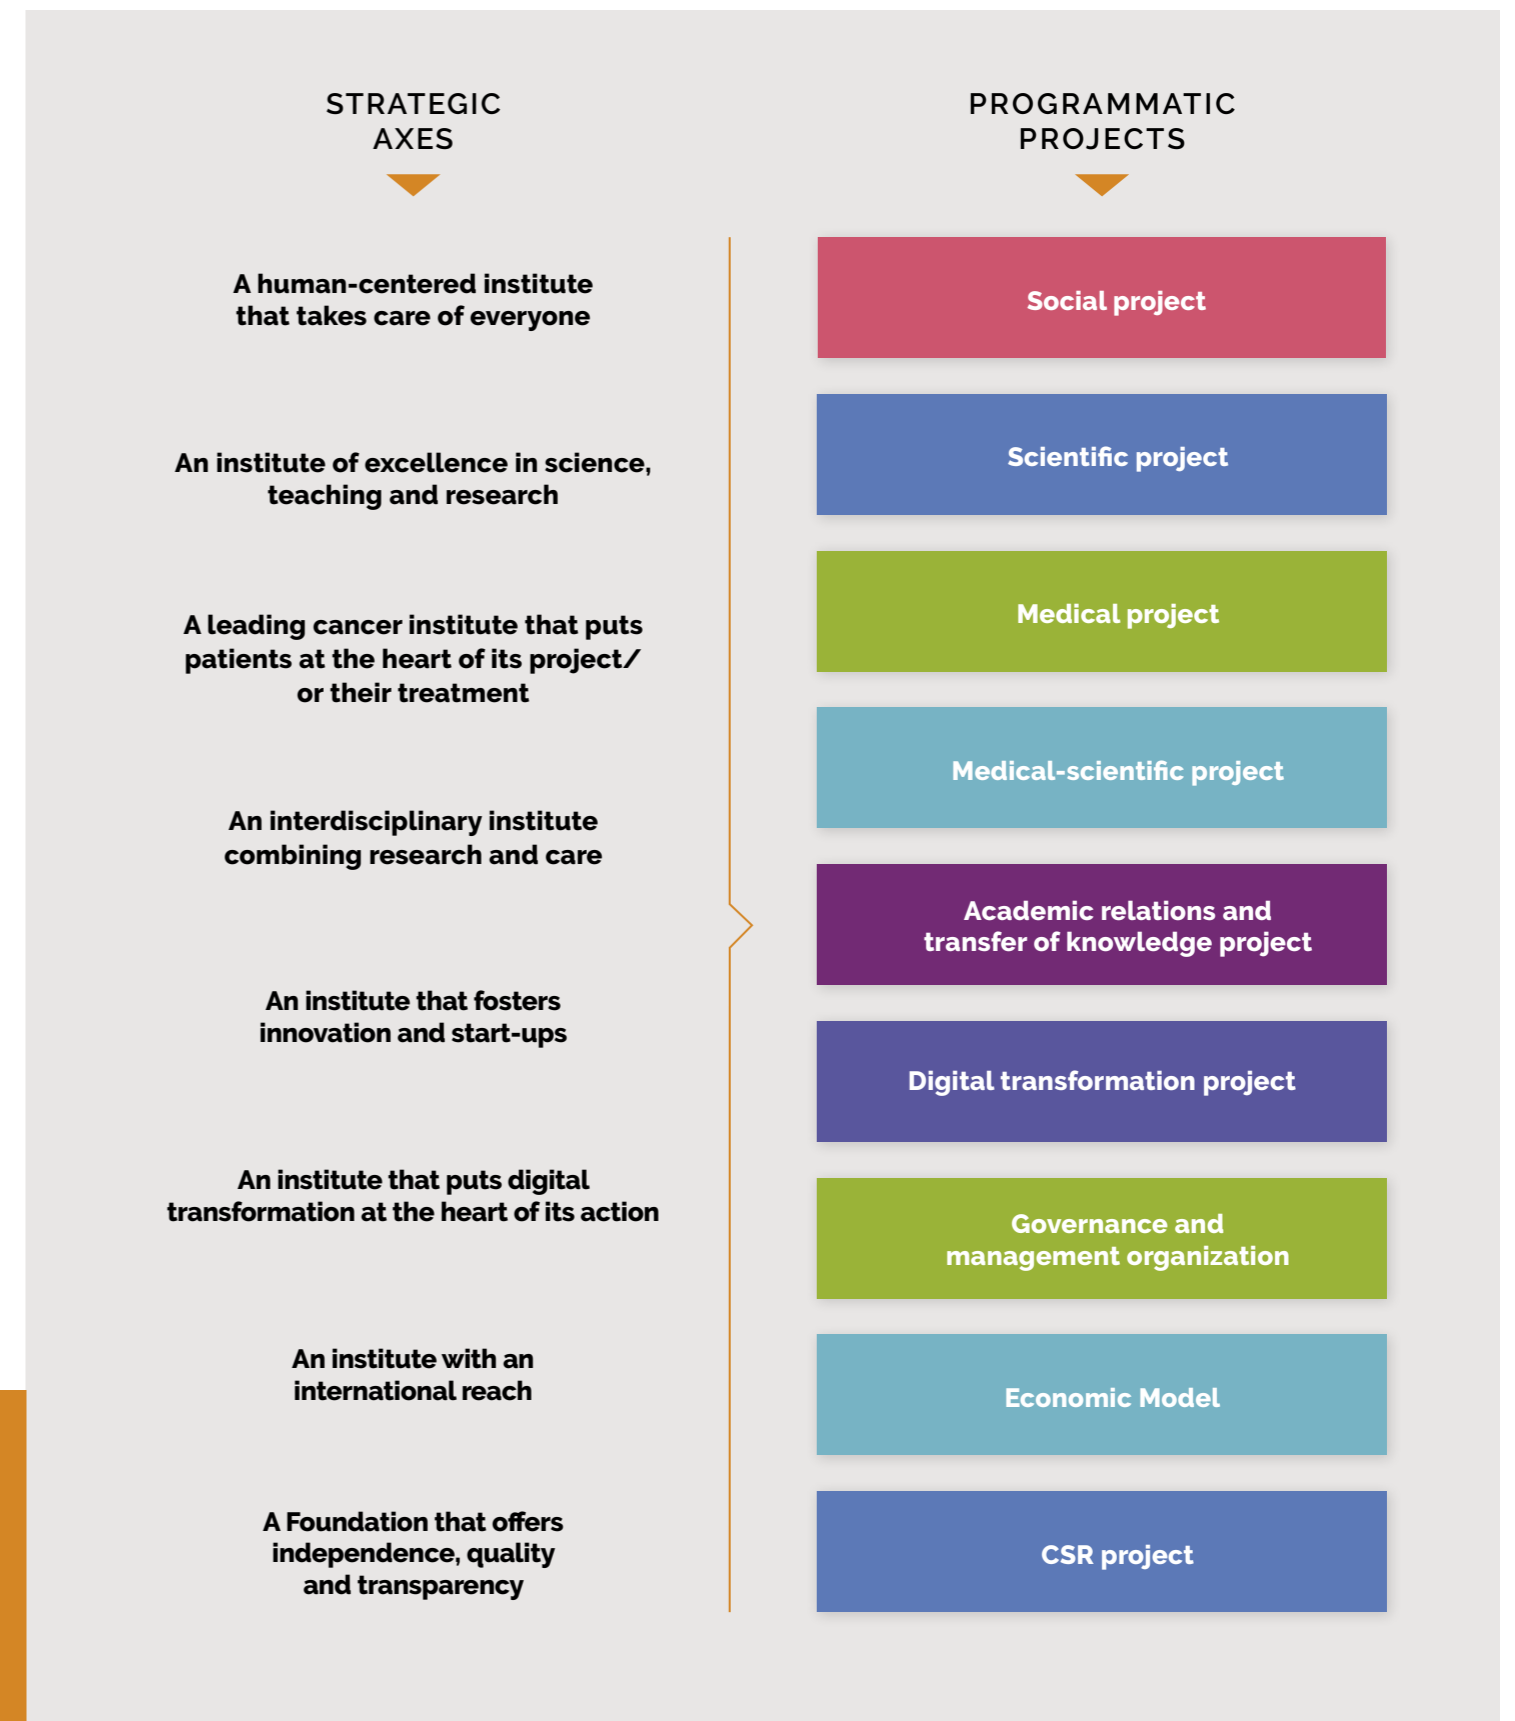 STRATEGIC
AXES
A human-centered institute
that takes care of everyone
An institute of excellence in science,
teaching and research
A leading cancer institute that puts
patients at the heart of its project/
or their treatment
An interdisciplinary institute
combining research and care
An institute that fosters
innovation and start-ups
An institute that puts digital
transformation at the heart of its action
An institute with an
international reach
A Foundation that offers
independence, quality
and transparency
PROGRAMMATIC
PROJECTS
Social project
Scientific project
Medical project
Medical-scientific project
Academic relations and
transfer of knowledge project
Digital transformation project
Governance and
management organization
Economic Model
CSR project